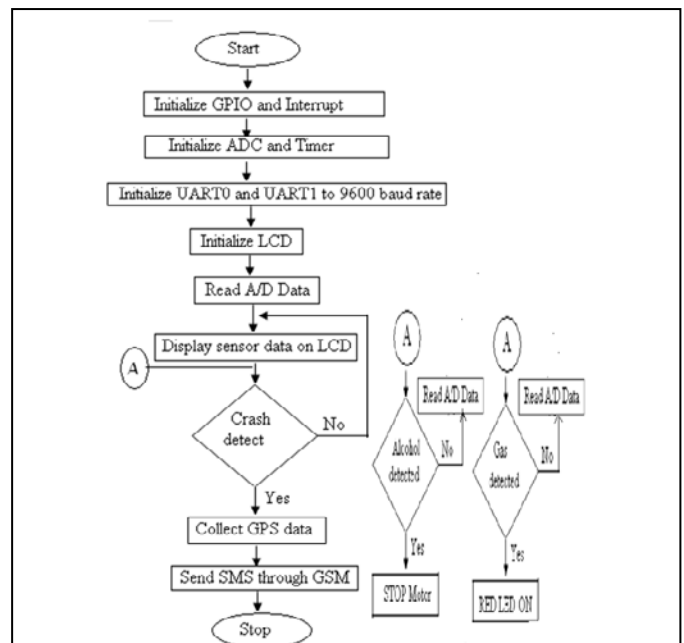 Start
Initialize GPIO and Interrupt
Initialize ADC and Timer
Initialize UART0 and UART1 to 9600 baud rate
Initialize LCD
Read A/D Data
Display sensor data on LCD
A
Crash
detect
No
Yes
Collect GPS data
Send SMS through GSM
Stop
A
Read A/D Data
Alcohol
detected
No
Yes
STOP Motor
A
Read A/D Data
Gas
detected
No
Yes
RED LED ON